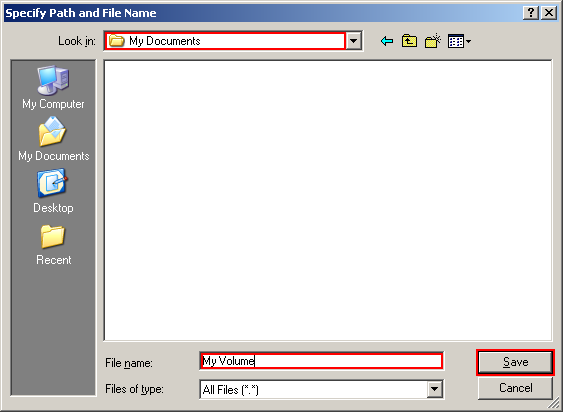 Specify Path and File Name
Look in: My Documents
My Computer
My Documents
Desktop
Recent
File name: My Volume Save
Files of type: All Files (*.*) Cancel